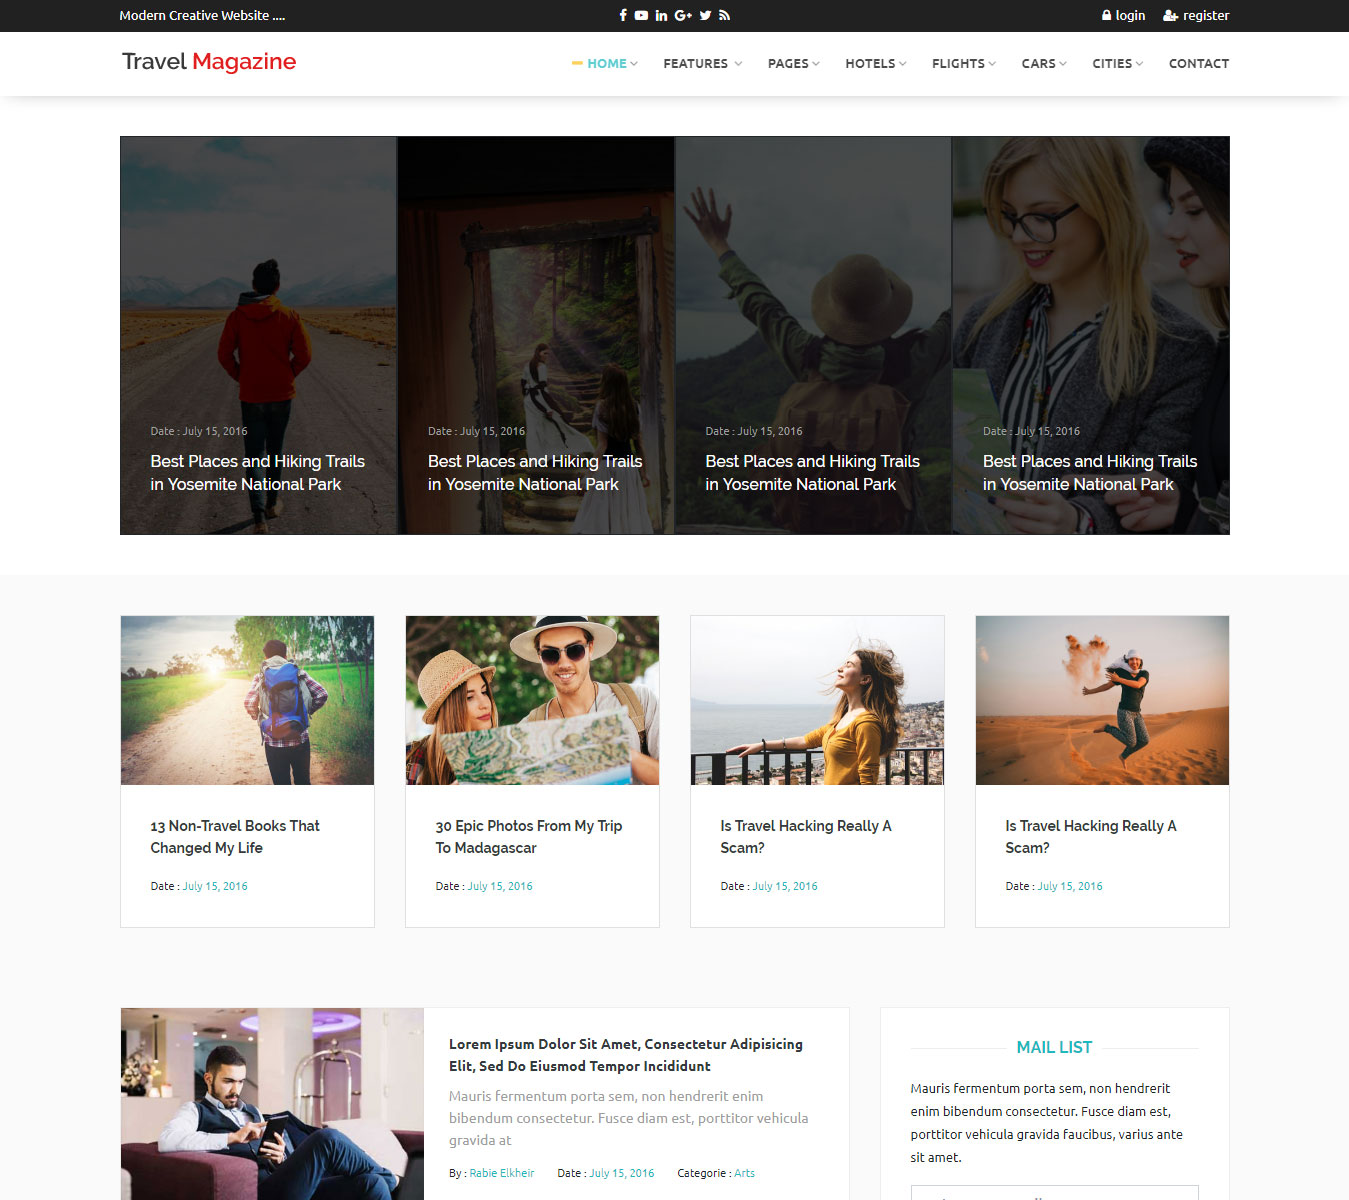 Modern Creative Website ....
login
register
Travel Magazine
HOME
FEATURES
PAGES
HOTELS
FLIGHTS
CARS
CITIES
CONTACT
Date : July 15, 2016
Best Places and Hiking Trails
in Yosemite National Park
Date : July 15, 2016
Best Places and Hiking Trails
in Yosemite National Park
Date : July 15, 2016
Best Places and Hiking Trails
in Yosemite National Park
Date : July 15, 2016
Best Places and Hiking Trails
in Yosemite National Park
13 Non-Travel Books That
Changed My Life
Date : July 15, 2016
30 Epic Photos From My Trip
To Madagascar
Date : July 15, 2016
Is Travel Hacking Really A
Scam?
Date : July 15, 2016
Is Travel Hacking Really A
Scam?
Date : July 15, 2016
Lorem Ipsum Dolor Sit Amet, Consectetur Adipisicing
Elit, Sed Do Eiusmod Tempor Incididunt
Mauris fermentum porta sem, non hendrerit enim
bibendum consectetur. Fusce diam est, porttitor vehicula
gravida at
By : Rabie Elkheir
Date : July 15, 2016
Categorie : Arts
MAIL LIST
Mauris fermentum porta sem, non hendrerit
enim bibendum consectetur. Fusce diam est,
porttitor vehicula gravida faucibus, varius ante
sit amet.